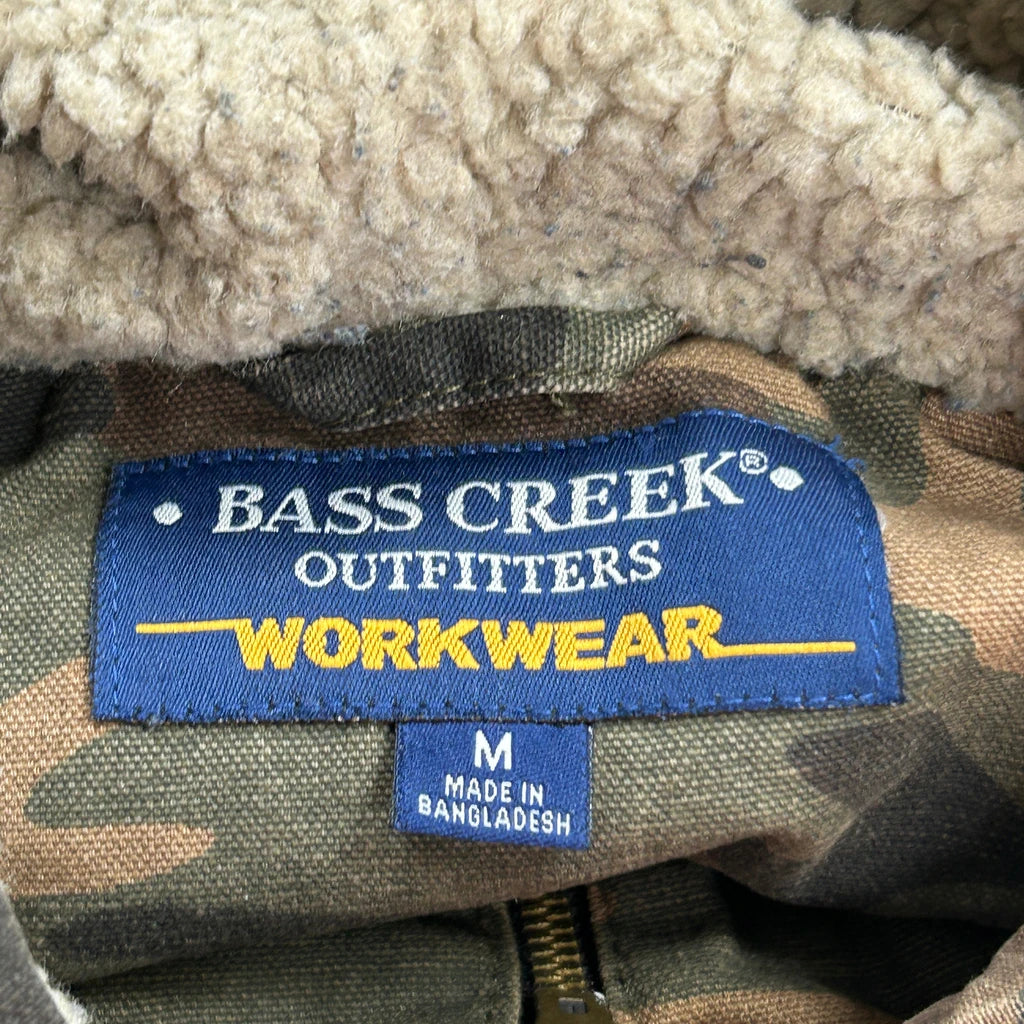 • BASS CREEK® •
OUTFITTERS
WORKWEAR
M
MADE IN
BANGLADESH